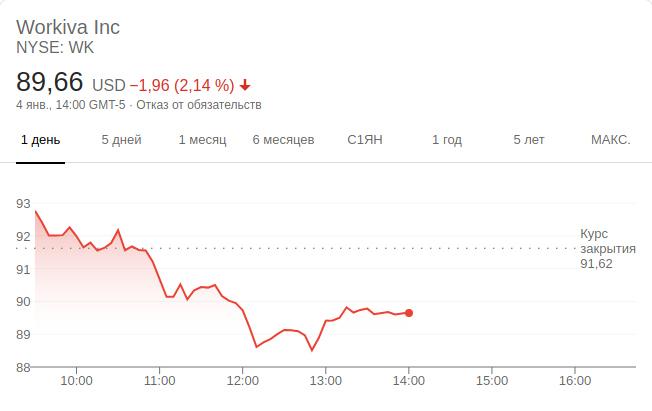 Workiva Inc
NYSE: WK
89,66 USD −1,96 (2,14 %)
4 янв., 14:00 GMT-5 · Отказ от обязательств
1 день 5 дней 1 месяц 6 месяцев С1ЯН 1 год 5 лет МАКС.
93
92
91
90
89
88
Курс
закрытия
91,62
10:00 11:00 12:00 13:00 14:00 15:00 16:00